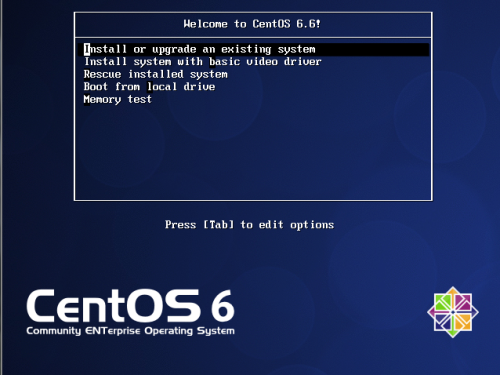 Welcome to CentOS 6.6!
Install or upgrade an existing system
Install system with basic video driver
Rescue installed system
Boot from local drive
Memory test
Press [Tab] to edit options
CentOS 6
Community ENTerprise Operating System